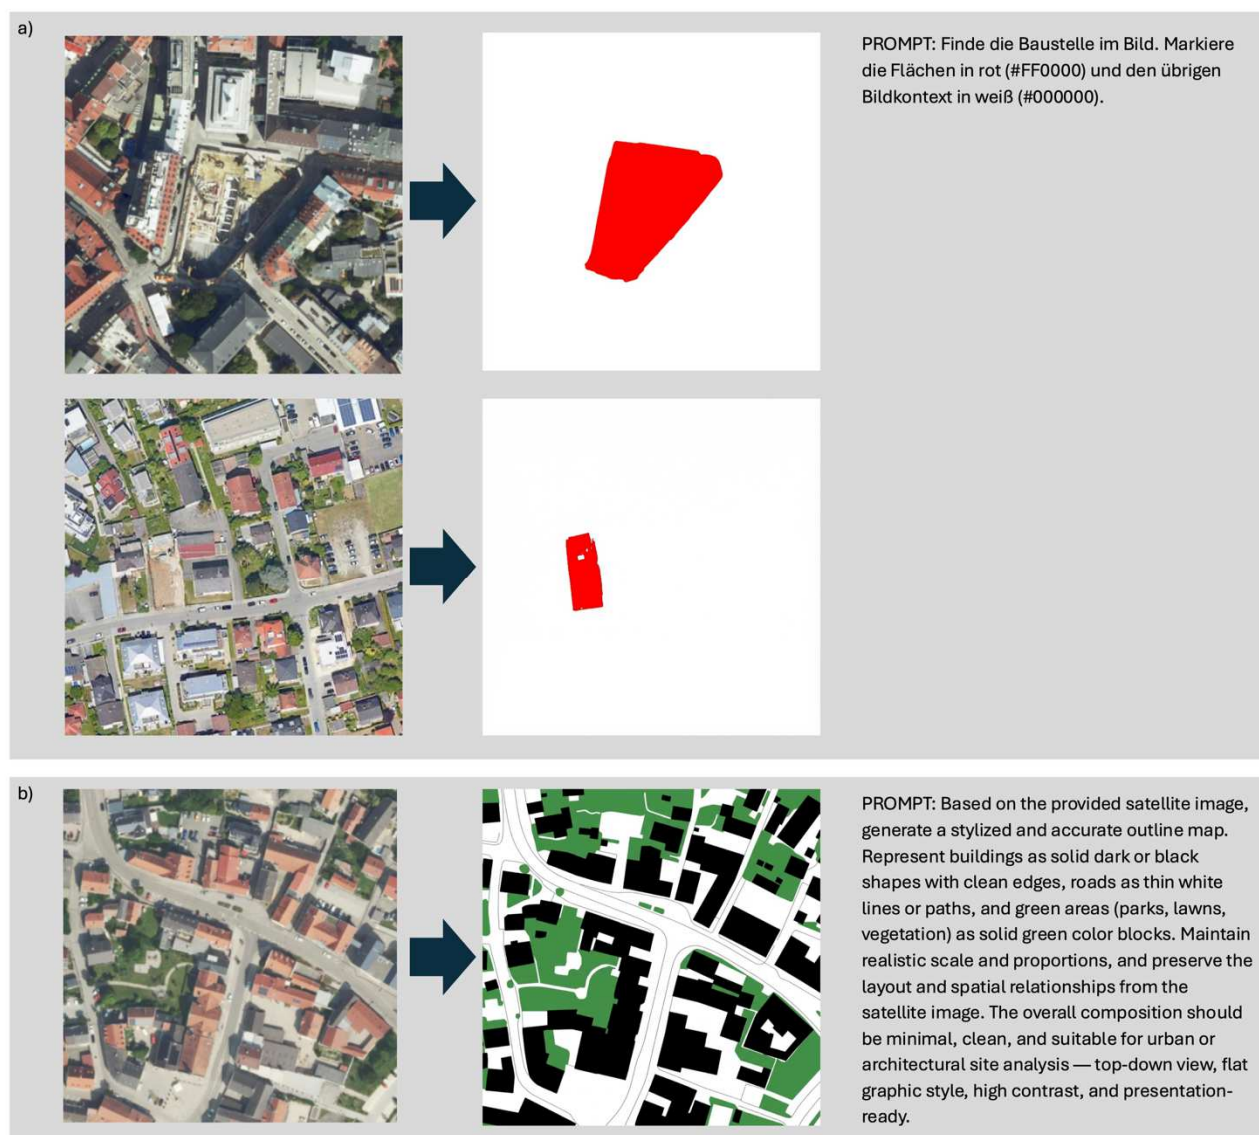 a)
PROMPT: Finde die Baustelle im Bild. Markiere
die Flächen in rot (#FF0000) und den übrigen
Bildkontext in weiß (#000000).
b)
PROMPT: Based on the provided satellite image,
generate a stylized and accurate outline map.
Represent buildings as solid dark or black
shapes with clean edges, roads as thin white
lines or paths, and green areas (parks, lawns,
vegetation) as solid green color blocks. Maintain
realistic scale and proportions, and preserve the
layout and spatial relationships from the
satellite image. The overall composition should
be minimal, clean, and suitable for urban or
architectural site analysis — top-down view, flat
graphic style, high contrast, and presentation-
ready.